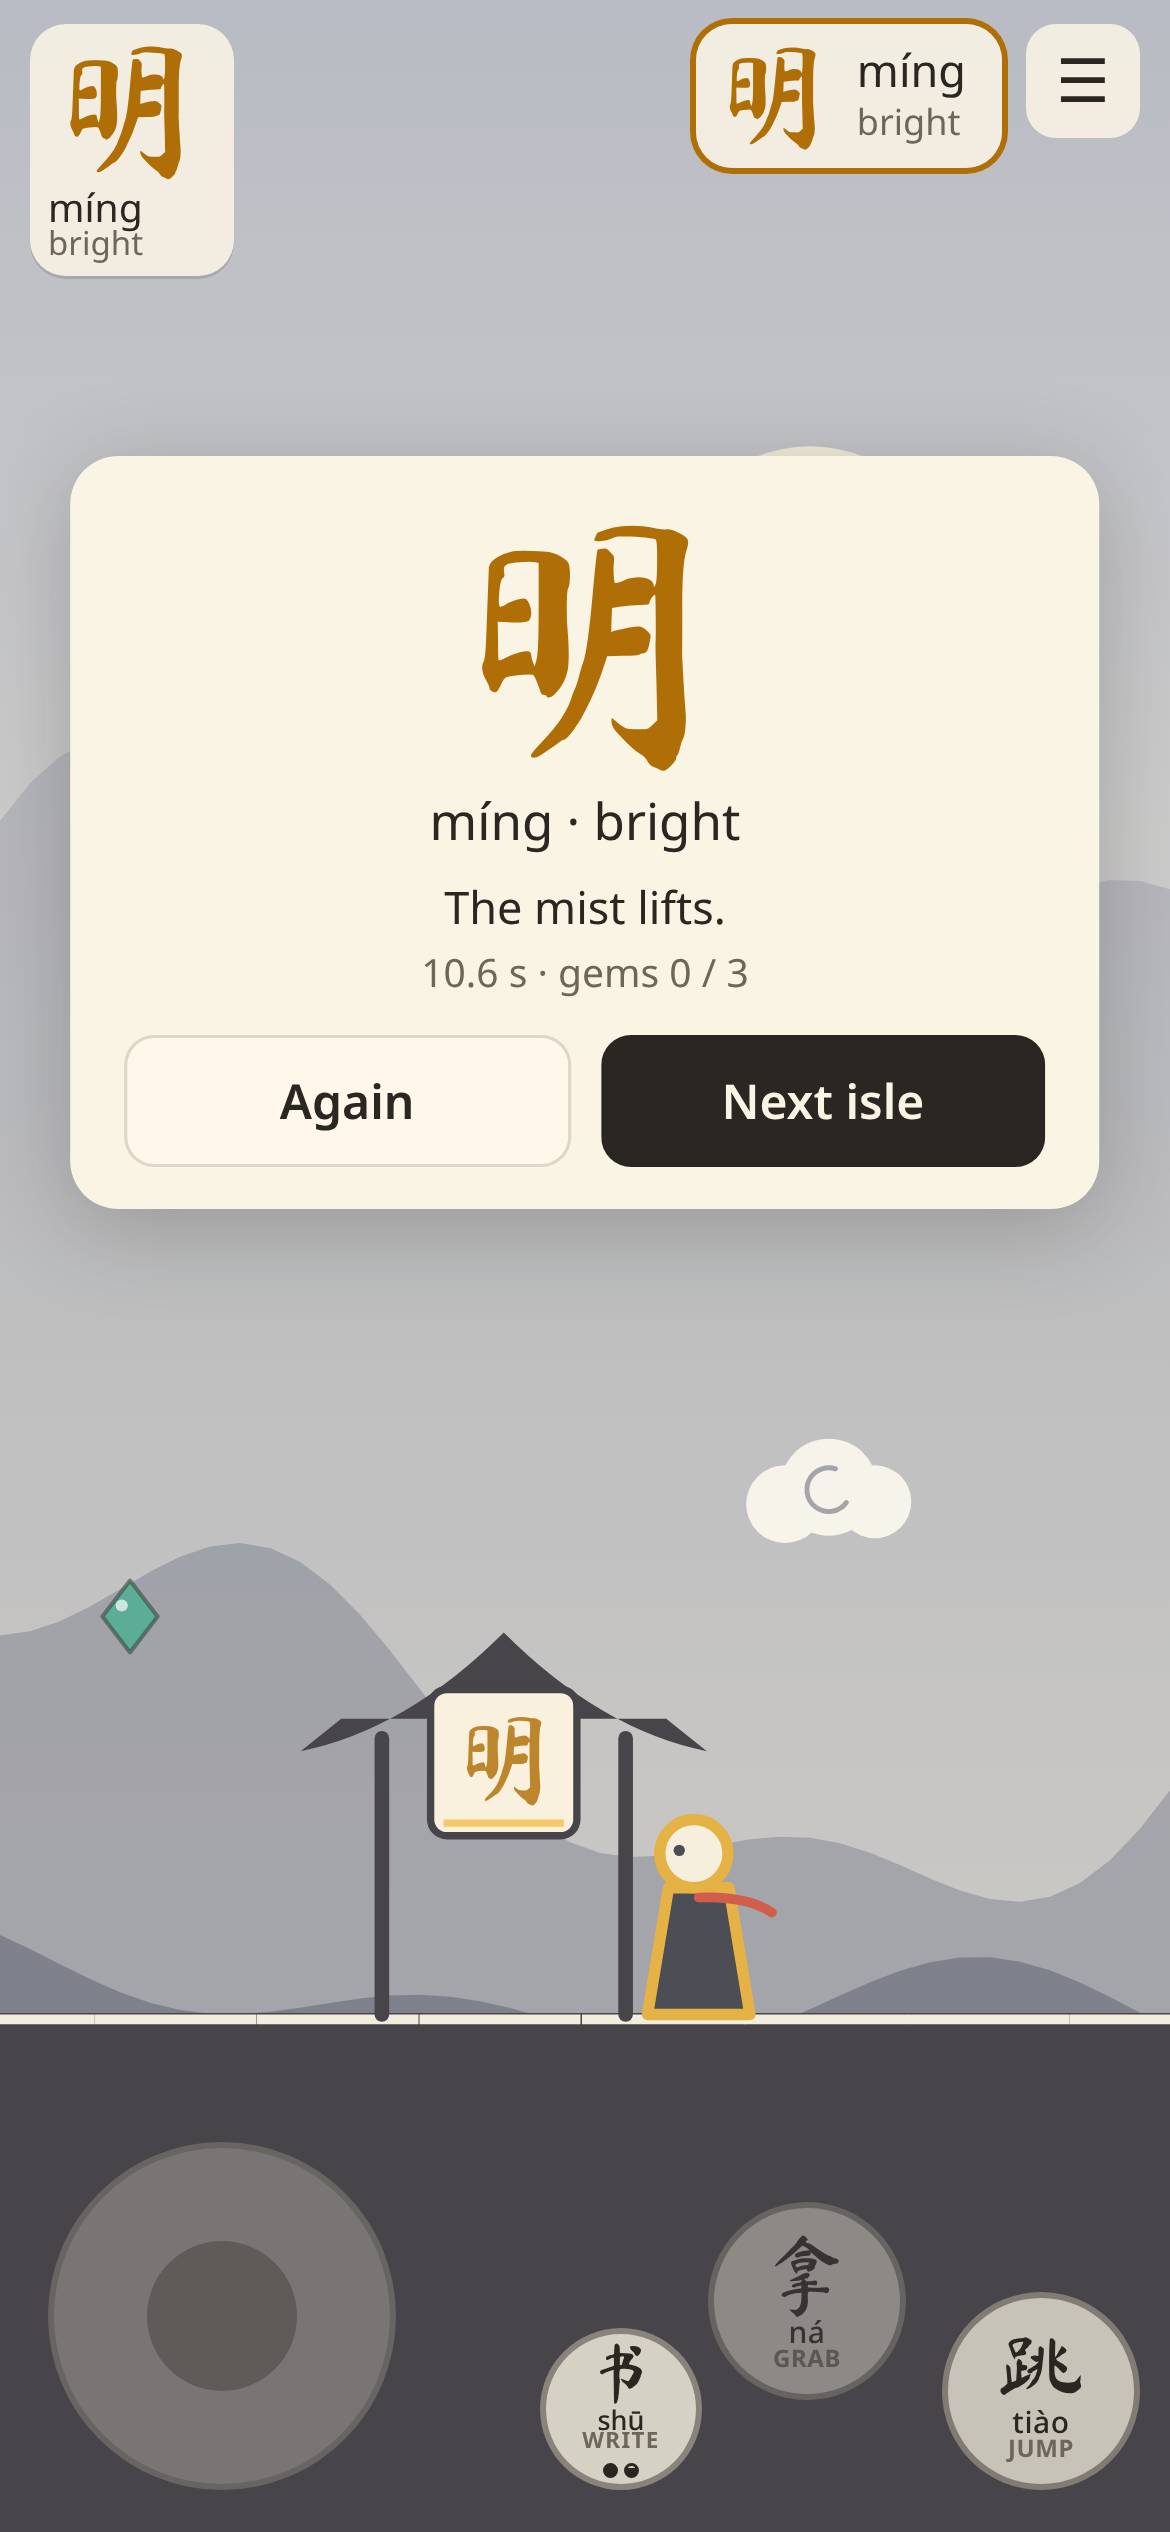 明
míng
bright
明
míng
bright
明
míng · bright
The mist lifts.
10.6 s · gems 0 / 3
Again
Next isle
明
拿
ná
GRAB
书
shū
WRITE
跳
tiào
JUMP